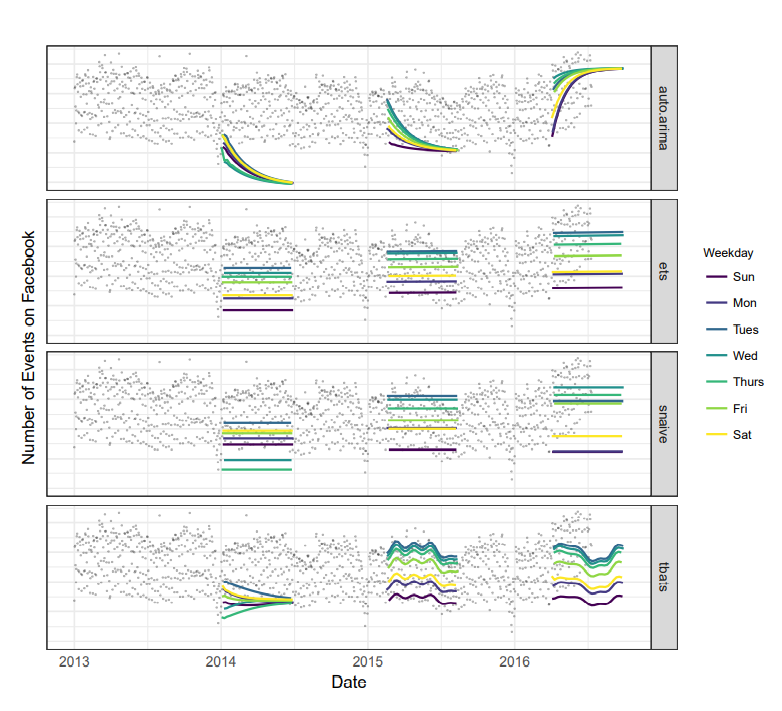 auto.arima
ets
snaive
tbats
Number of Events on Facebook
2013 2014 2015 2016
Date
Weekday
Sun
Mon
Tues
Wed
Thurs
Fri
Sat